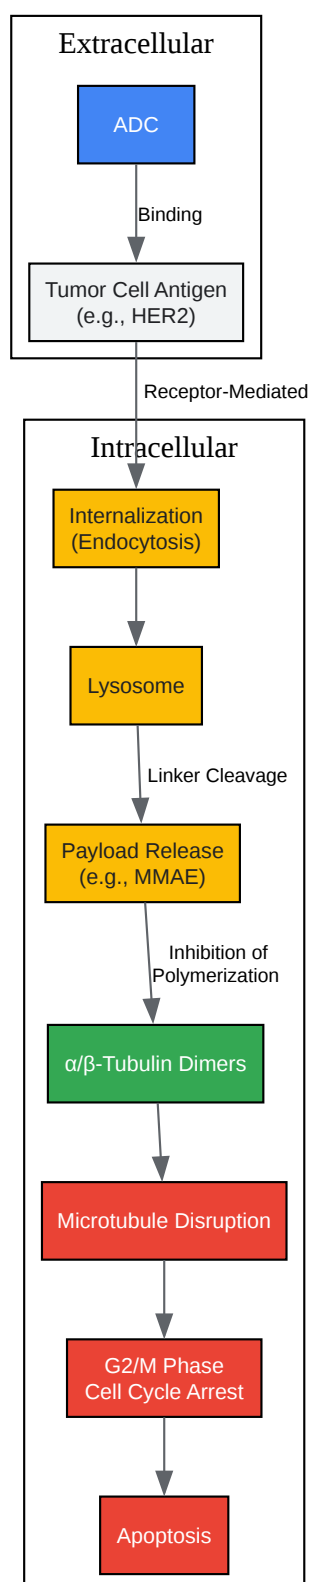 Extracellular
ADC
Binding
Tumor Cell Antigen
(e.g., HER2)
Receptor-Mediated
Intracellular
Internalization
(Endocytosis)
Lysosome
Linker Cleavage
Payload Release
(e.g., MMAE)
Inhibition of
Polymerization
α/β-Tubulin Dimers
Microtubule Disruption
G2/M Phase
Cell Cycle Arrest
Apoptosis